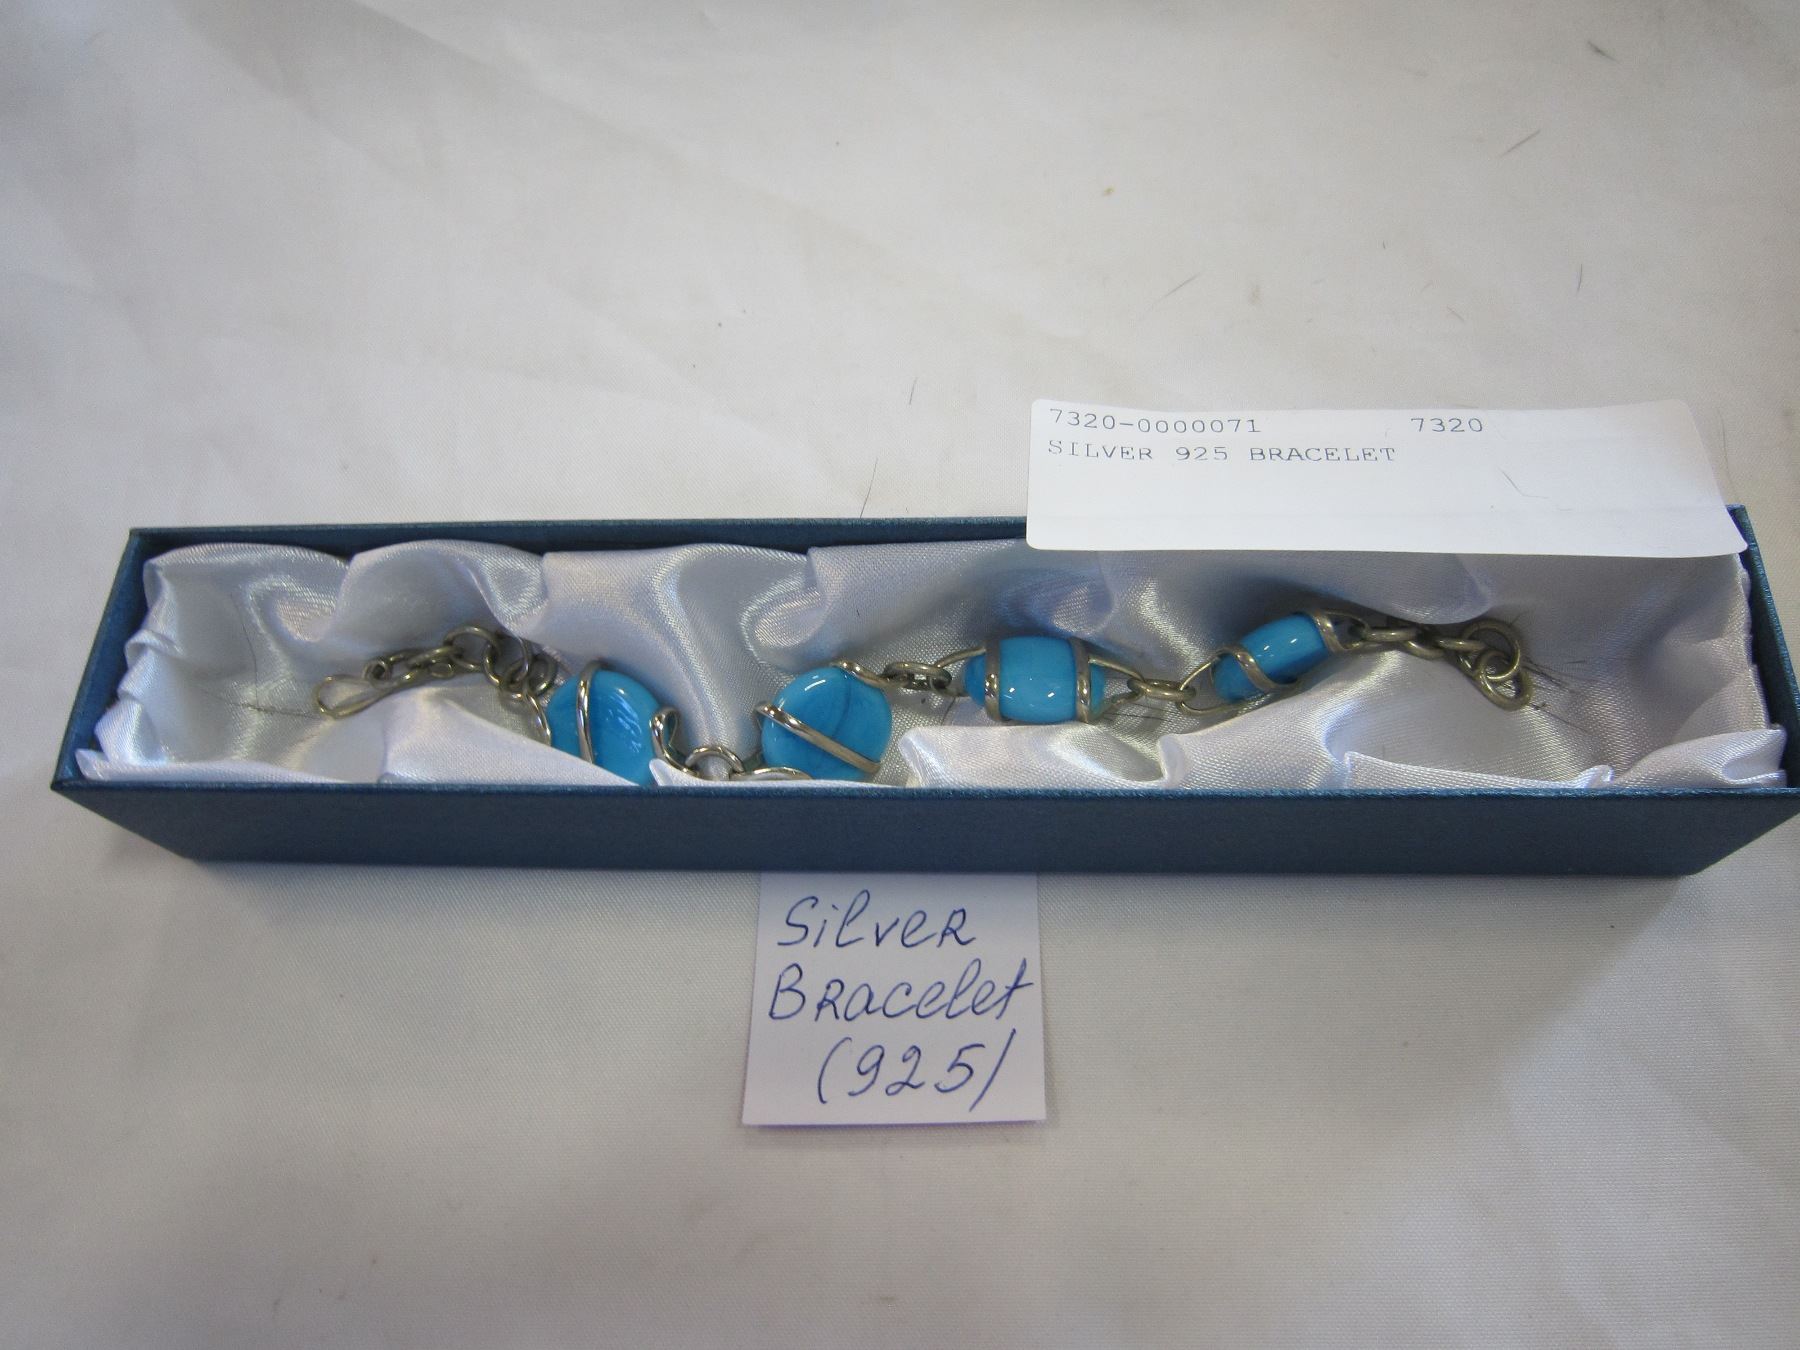 7320-0000071 7320
SILVER 925 BRACELET
Silver
Bracelet
(925)